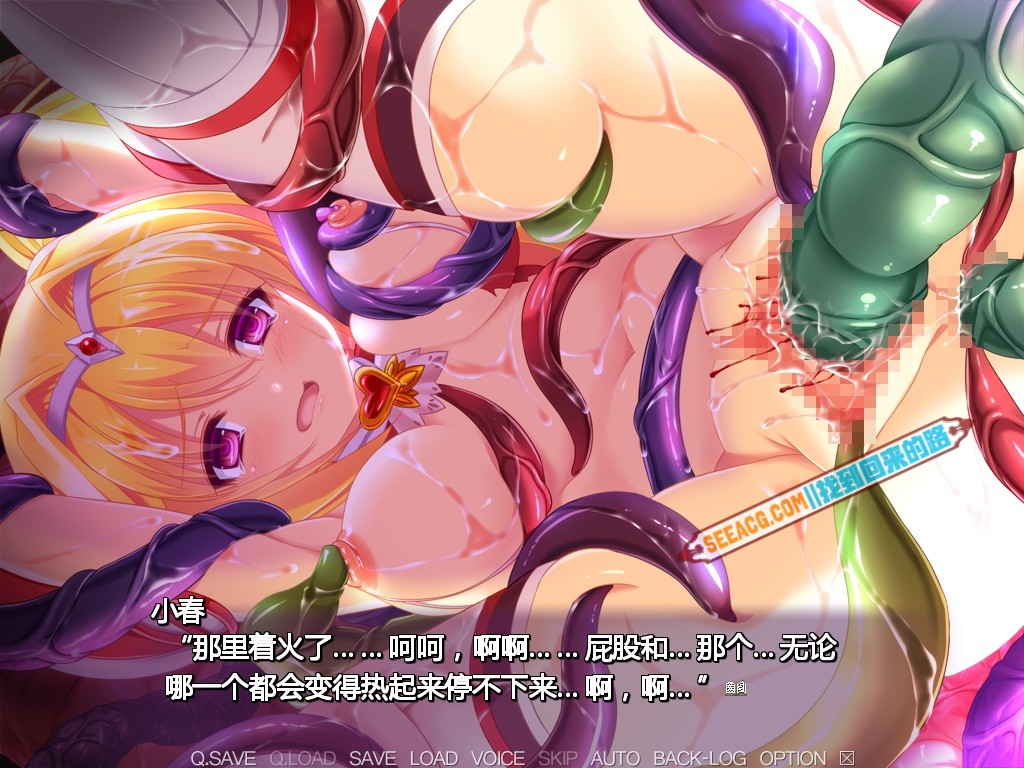 小春
“那里着火了……呵呵，啊啊……屁股和…那个…无论
哪一个都会变得热起来停不下来…啊，啊…”
SEEACG.COM||找到回来的路
Q.SAVE Q.LOAD SAVE LOAD VOICE SKIP AUTO BACK-LOG OPTION